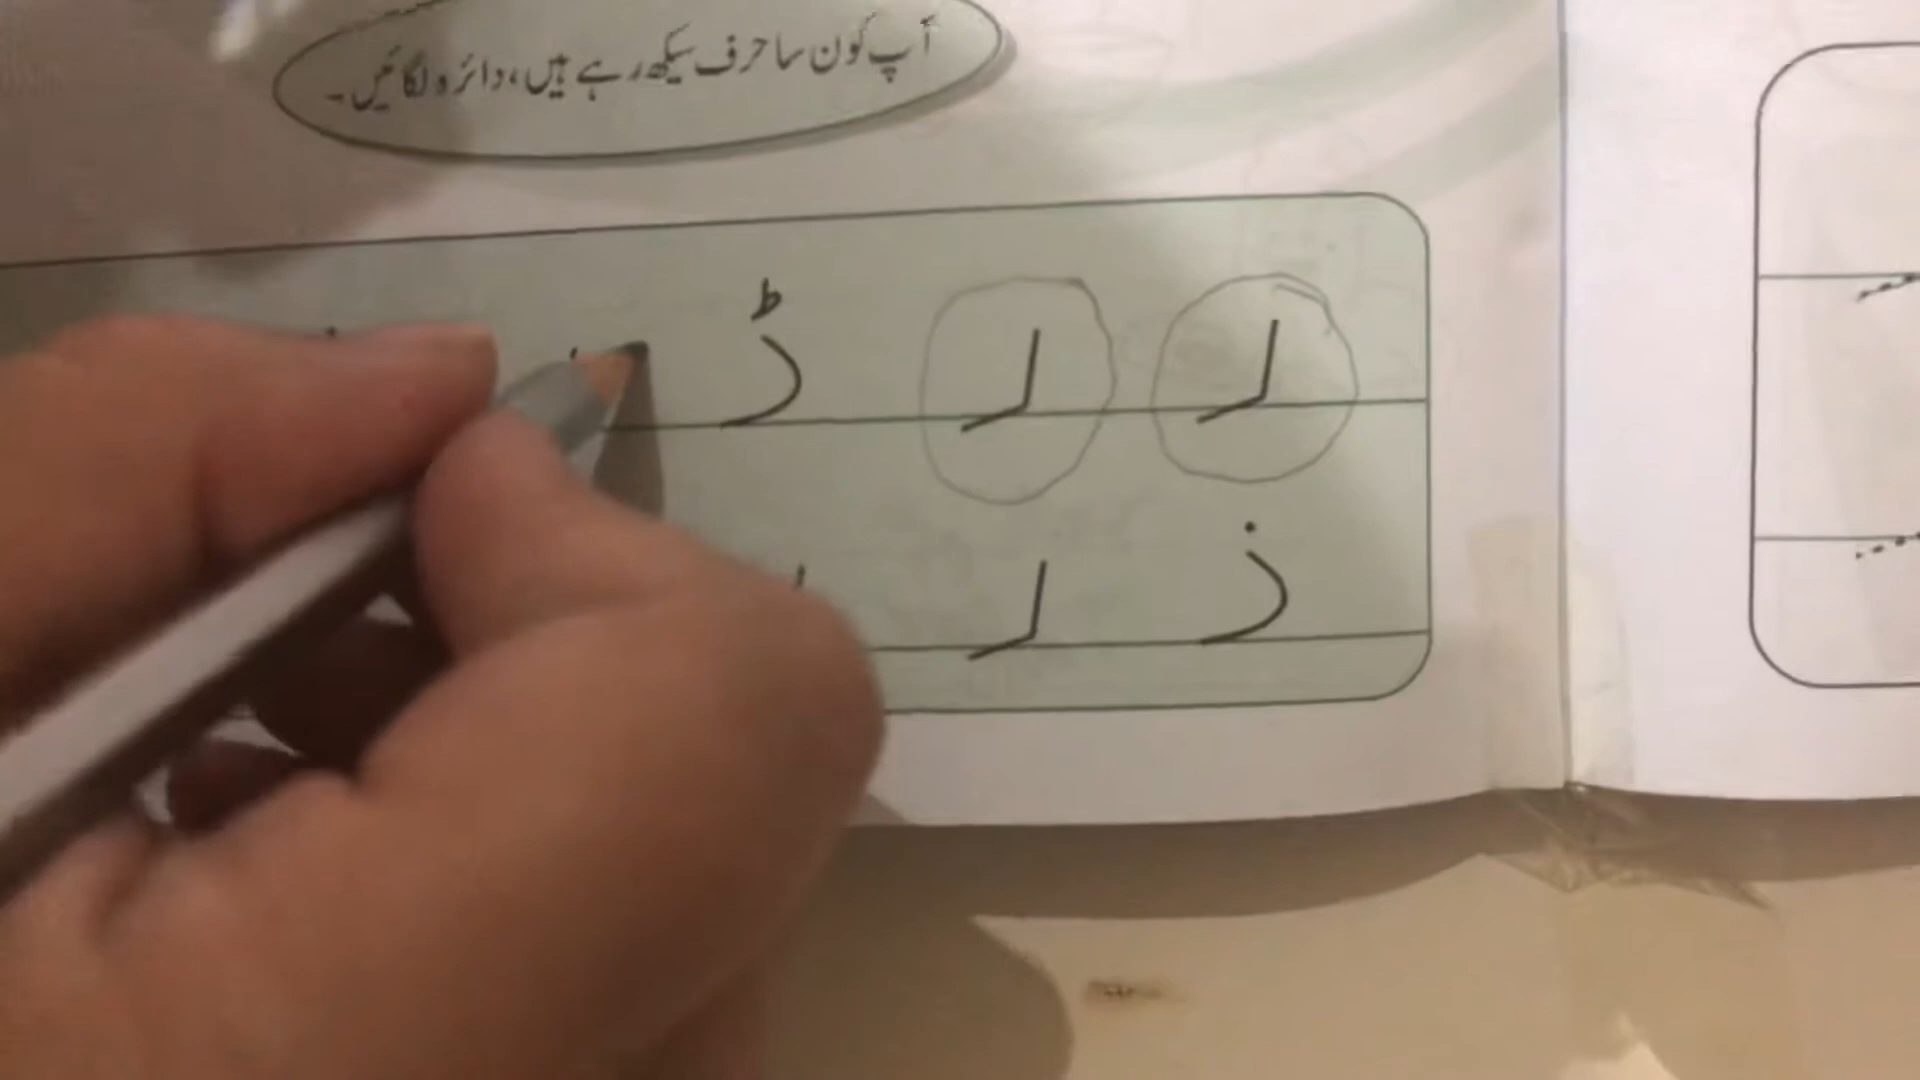 آپ کون سا حرف سیکھ رہے ہیں، دائرہ لگائیں۔
ر ر ڈ
ذ ر